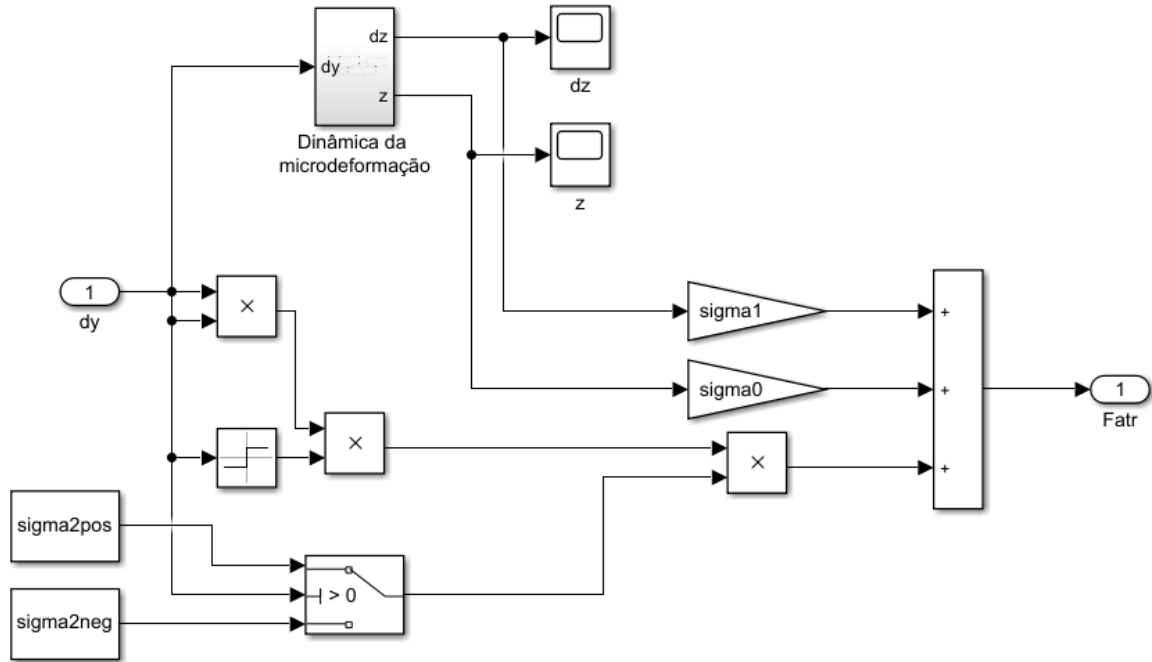 dz
dy
z
Dinâmica da
microdeformação
dz
z
1
dy
×
sigma1
+
sigma0
+
1
Fatr
×
×
+
sigma2pos
> 0
sigma2neg